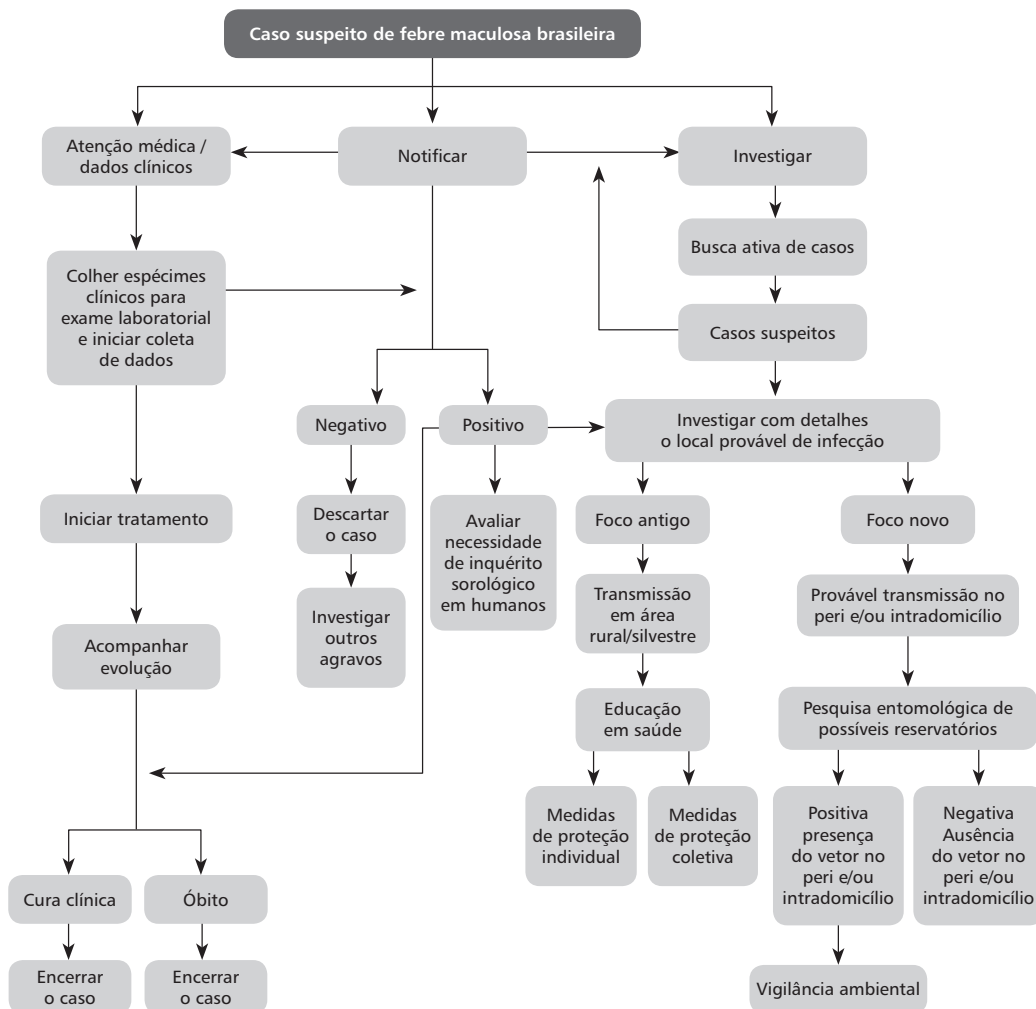 Caso suspeito de febre maculosa brasileira
Atenção médica /
dados clínicos
Notificar
Investigar
Busca ativa de casos
Colher espécimes
clínicos para
exame laboratorial
e iniciar coleta
de dados
Casos suspeitos
Negativo
Positivo
Investigar com detalhes
o local provável de infecção
Iniciar tratamento
Descartar
o caso
Avaliar
necessidade
de inquérito
sorológico
em humanos
Foco antigo
Foco novo
Investigar
outros
agravos
Transmissão
em área
rural/silvestre
Provável transmissão no
peri e/ou intradomicílio
Acompanhar
evolução
Educação
em saúde
Pesquisa entomológica de
possíveis reservatórios
Medidas
de proteção
individual
Medidas
de proteção
coletiva
Positiva
presença
do vetor no
peri e/ou
intradomicílio
Negativa
Ausência
do vetor no
peri e/ou
intradomicílio
Cura clínica
Óbito
Encerrar
o caso
Encerrar
o caso
Vigilância ambiental